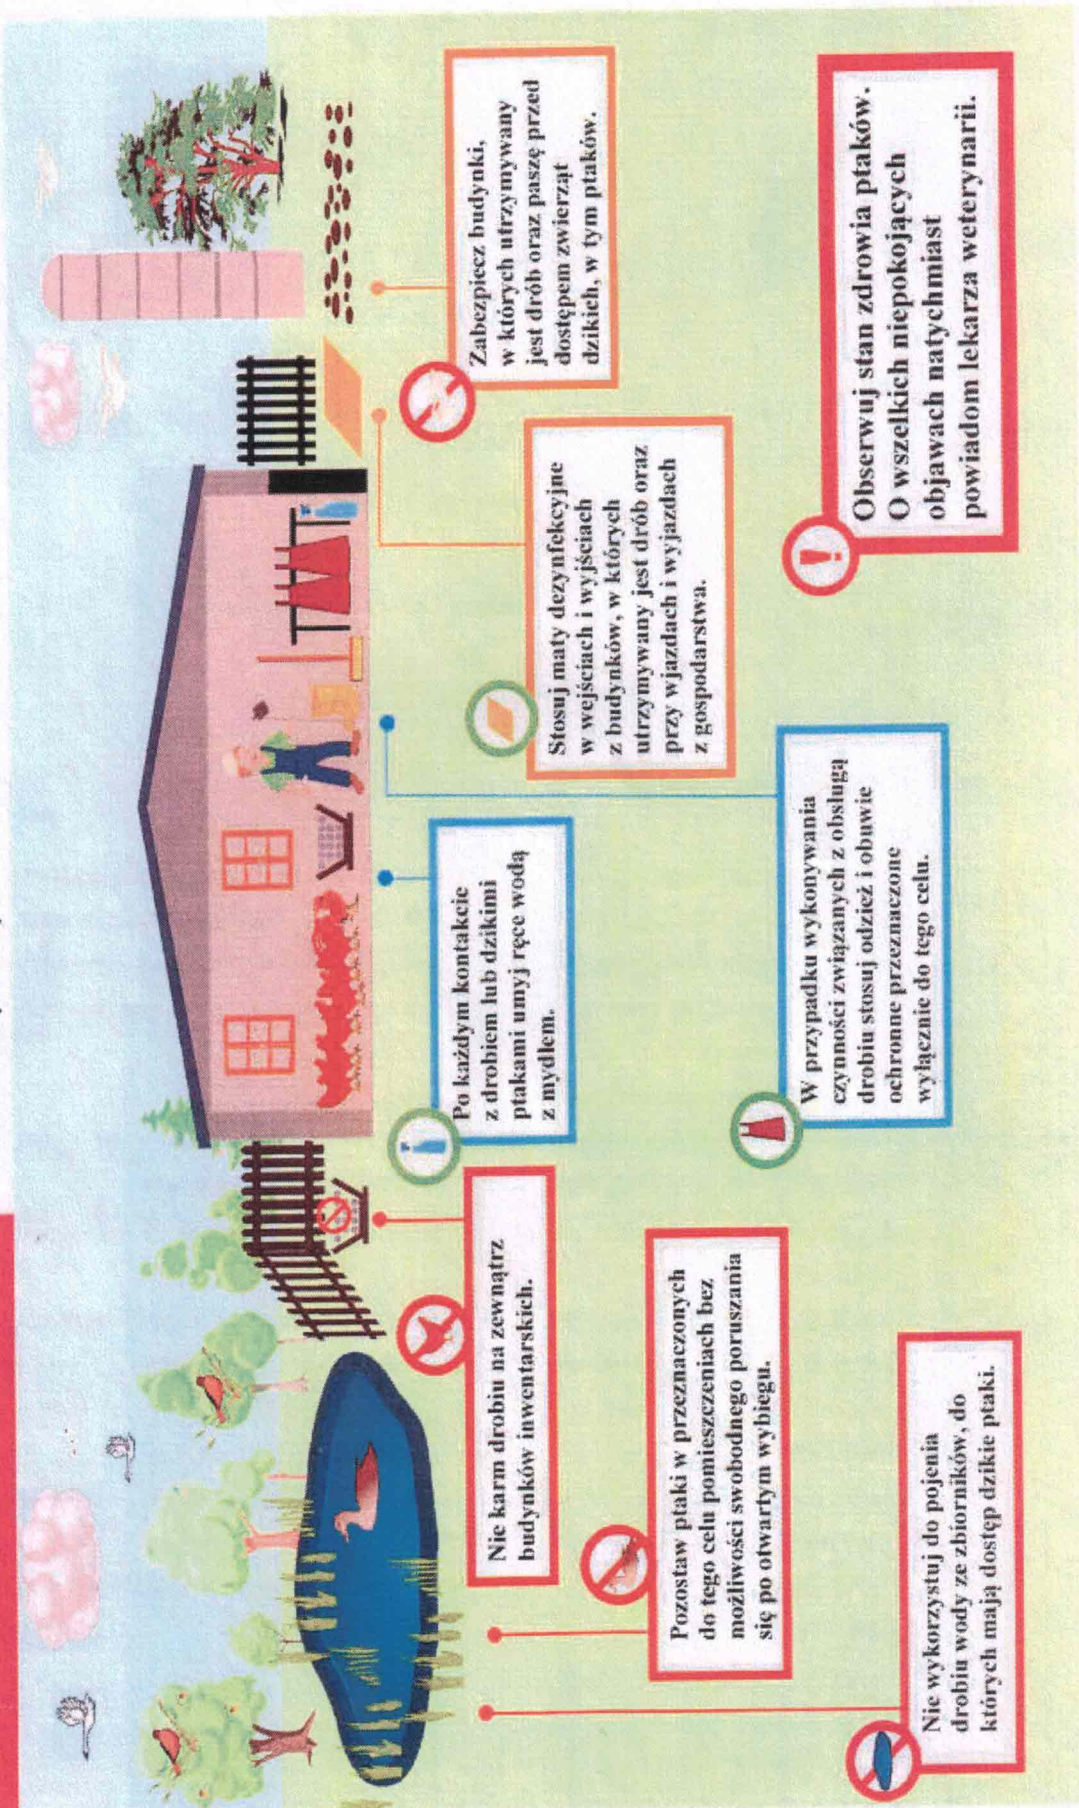 Nie wykorzystuj do pojenia
drobiu wody ze zbiorników, do
których mają dostęp dzikie ptaki.
Pozostaw ptaki w przeznaczonych
do tego celu pomieszczeniach bez
możliwości swobodnego poruszania
się po otwartym wybiegu.
Nie karm drobiu na zewnątrz
budynków inwentarskich.
Po każdym kontakcie
z drobiem lub dzikimi
ptakami umyj ręce wodą
z mydłem.
W przypadku wykonywania
czynności związanych z obsługą
drobiu stosuj odzież i obuwie
ochronne przeznaczone
wyłącznie do tego celu.
Stosuj maty dezynfekcyjne
w wejściach i wyjściach
z budynków, w których
utrzymywany jest drób oraz
przy wjazdach i wyjazdach
z gospodarstwa.
Zabezpiecz budynki,
w których utrzymywany
jest drób oraz paszę przed
dostępem zwierząt
dzikich, w tym ptaków.
Obserwuj stan zdrowia ptaków.
O wszelkich niepokojących
objawach natychmiast
powiadom lekarza weterynarii.